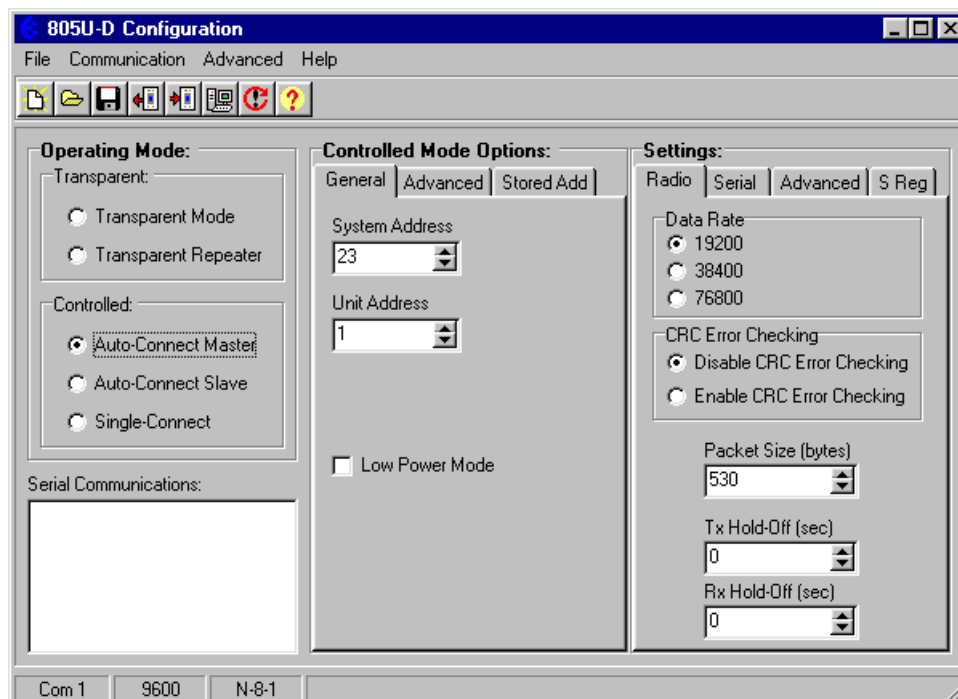 805U-D Configuration
File Communication Advanced Help
Operating Mode:
Transparent:
Transparent Mode
Transparent Repeater
Controlled:
Auto-Connect Master
Auto-Connect Slave
Single-Connect
Serial Communications:
Controlled Mode Options:
General Advanced Stored Add
System Address
23
Unit Address
1
Low Power Mode
Settings:
Radio Serial Advanced S Reg
Data Rate
19200
38400
76800
CRC Error Checking
Disable CRC Error Checking
Enable CRC Error Checking
Packet Size (bytes)
530
Tx Hold-Off (sec)
0
Rx Hold-Off (sec)
0
Com 1 9600 N-8-1